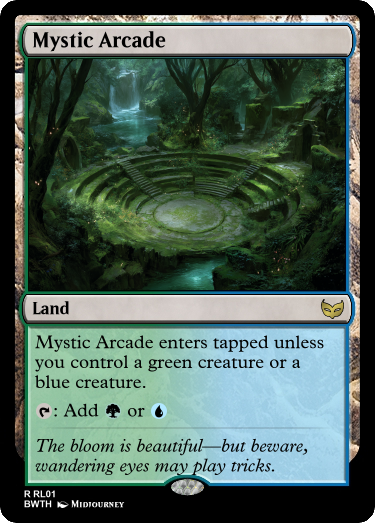 Mystic Arcade
Land
Mystic Arcade enters tapped unless
you control a green creature or a
blue creature.
: Add or
The bloom is beautiful—but beware,
wandering eyes may play tricks.
R RL01
BWTH Midjourney